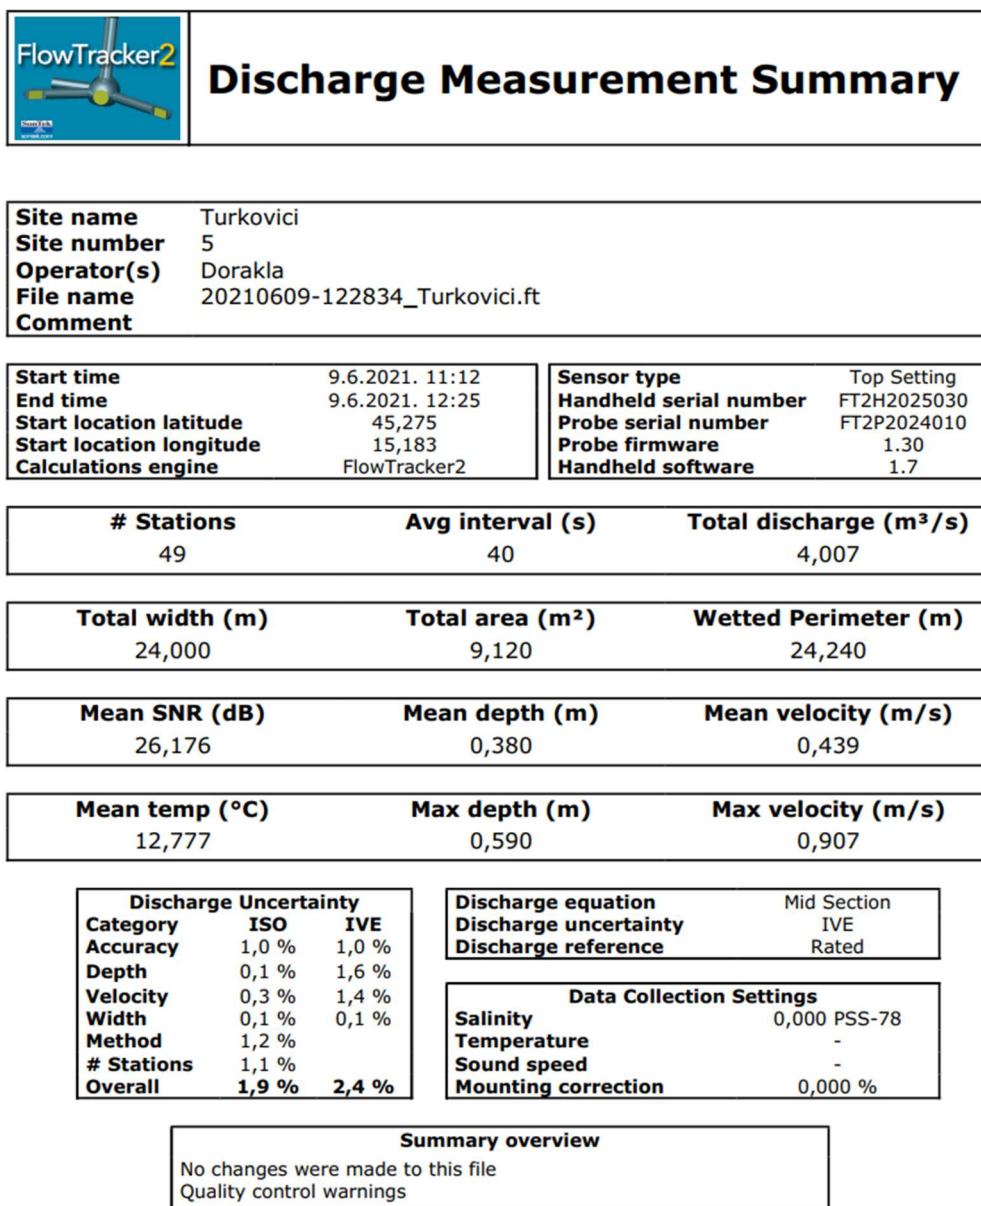 FlowTracker2
SonTek
sontek.com
Discharge Measurement Summary
Site name Turkovici
Site number 5
Operator(s) Dorakla
File name 20210609-122834_Turkovici.ft
Comment
Start time 9.6.2021. 11:12
End time 9.6.2021. 12:25
Start location latitude 45,275
Start location longitude 15,183
Calculations engine FlowTracker2
Sensor type Top Setting
Handheld serial number FT2H2025030
Probe serial number FT2P2024010
Probe firmware 1.30
Handheld software 1.7
# Stations Avg interval (s) Total discharge (m³/s)
49 40 4,007
Total width (m) Total area (m²) Wetted Perimeter (m)
24,000 9,120 24,240
Mean SNR (dB) Mean depth (m) Mean velocity (m/s)
26,176 0,380 0,439
Mean temp (°C) Max depth (m) Max velocity (m/s)
12,777 0,590 0,907
Discharge Uncertainty
Category ISO IVE
Accuracy 1,0 % 1,0 %
Depth 0,1 % 1,6 %
Velocity 0,3 % 1,4 %
Width 0,1 % 0,1 %
Method 1,2 %
# Stations 1,1 %
Overall 1,9 % 2,4 %
Discharge equation Mid Section
Discharge uncertainty IVE
Discharge reference Rated
Data Collection Settings
Salinity 0,000 PSS-78
Temperature -
Sound speed -
Mounting correction 0,000 %
Summary overview
No changes were made to this file
Quality control warnings